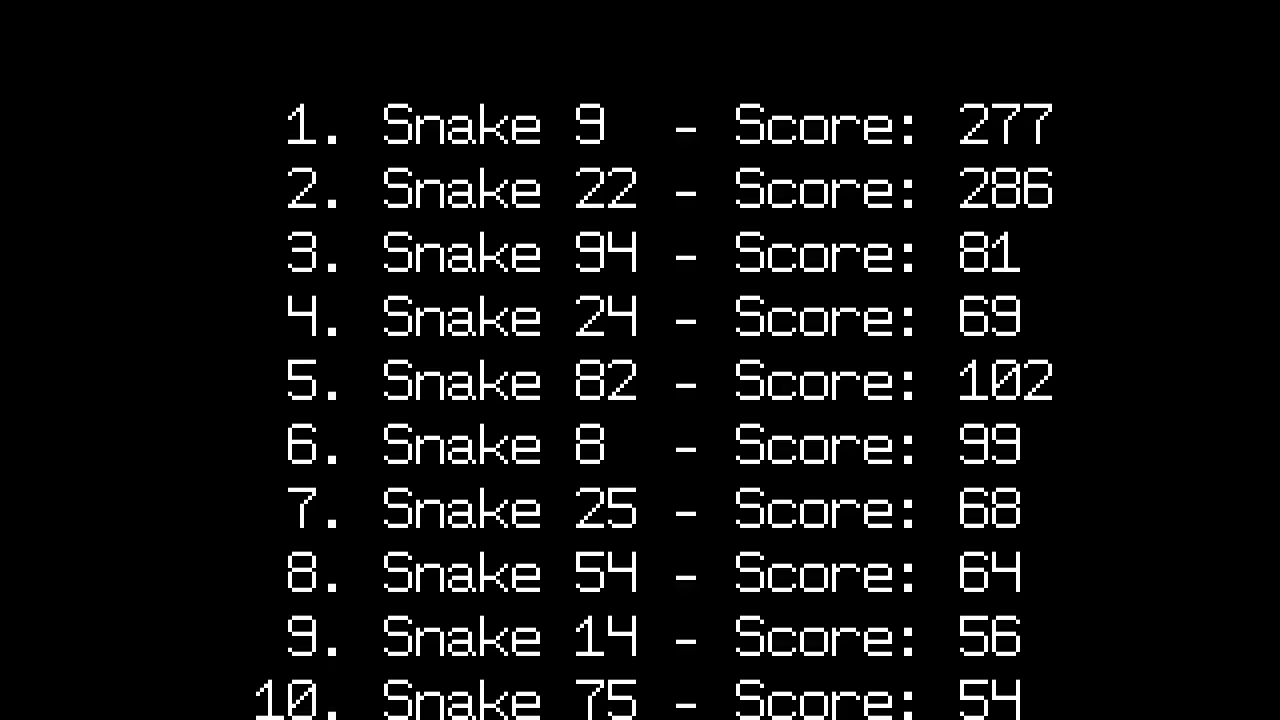 1. Snake 9 - Score: 277
2. Snake 22 - Score: 286
3. Snake 94 - Score: 81
4. Snake 24 - Score: 69
5. Snake 82 - Score: 102
6. Snake 8 - Score: 99
7. Snake 25 - Score: 68
8. Snake 54 - Score: 64
9. Snake 14 - Score: 56
10. Snake 75 - Score: 54